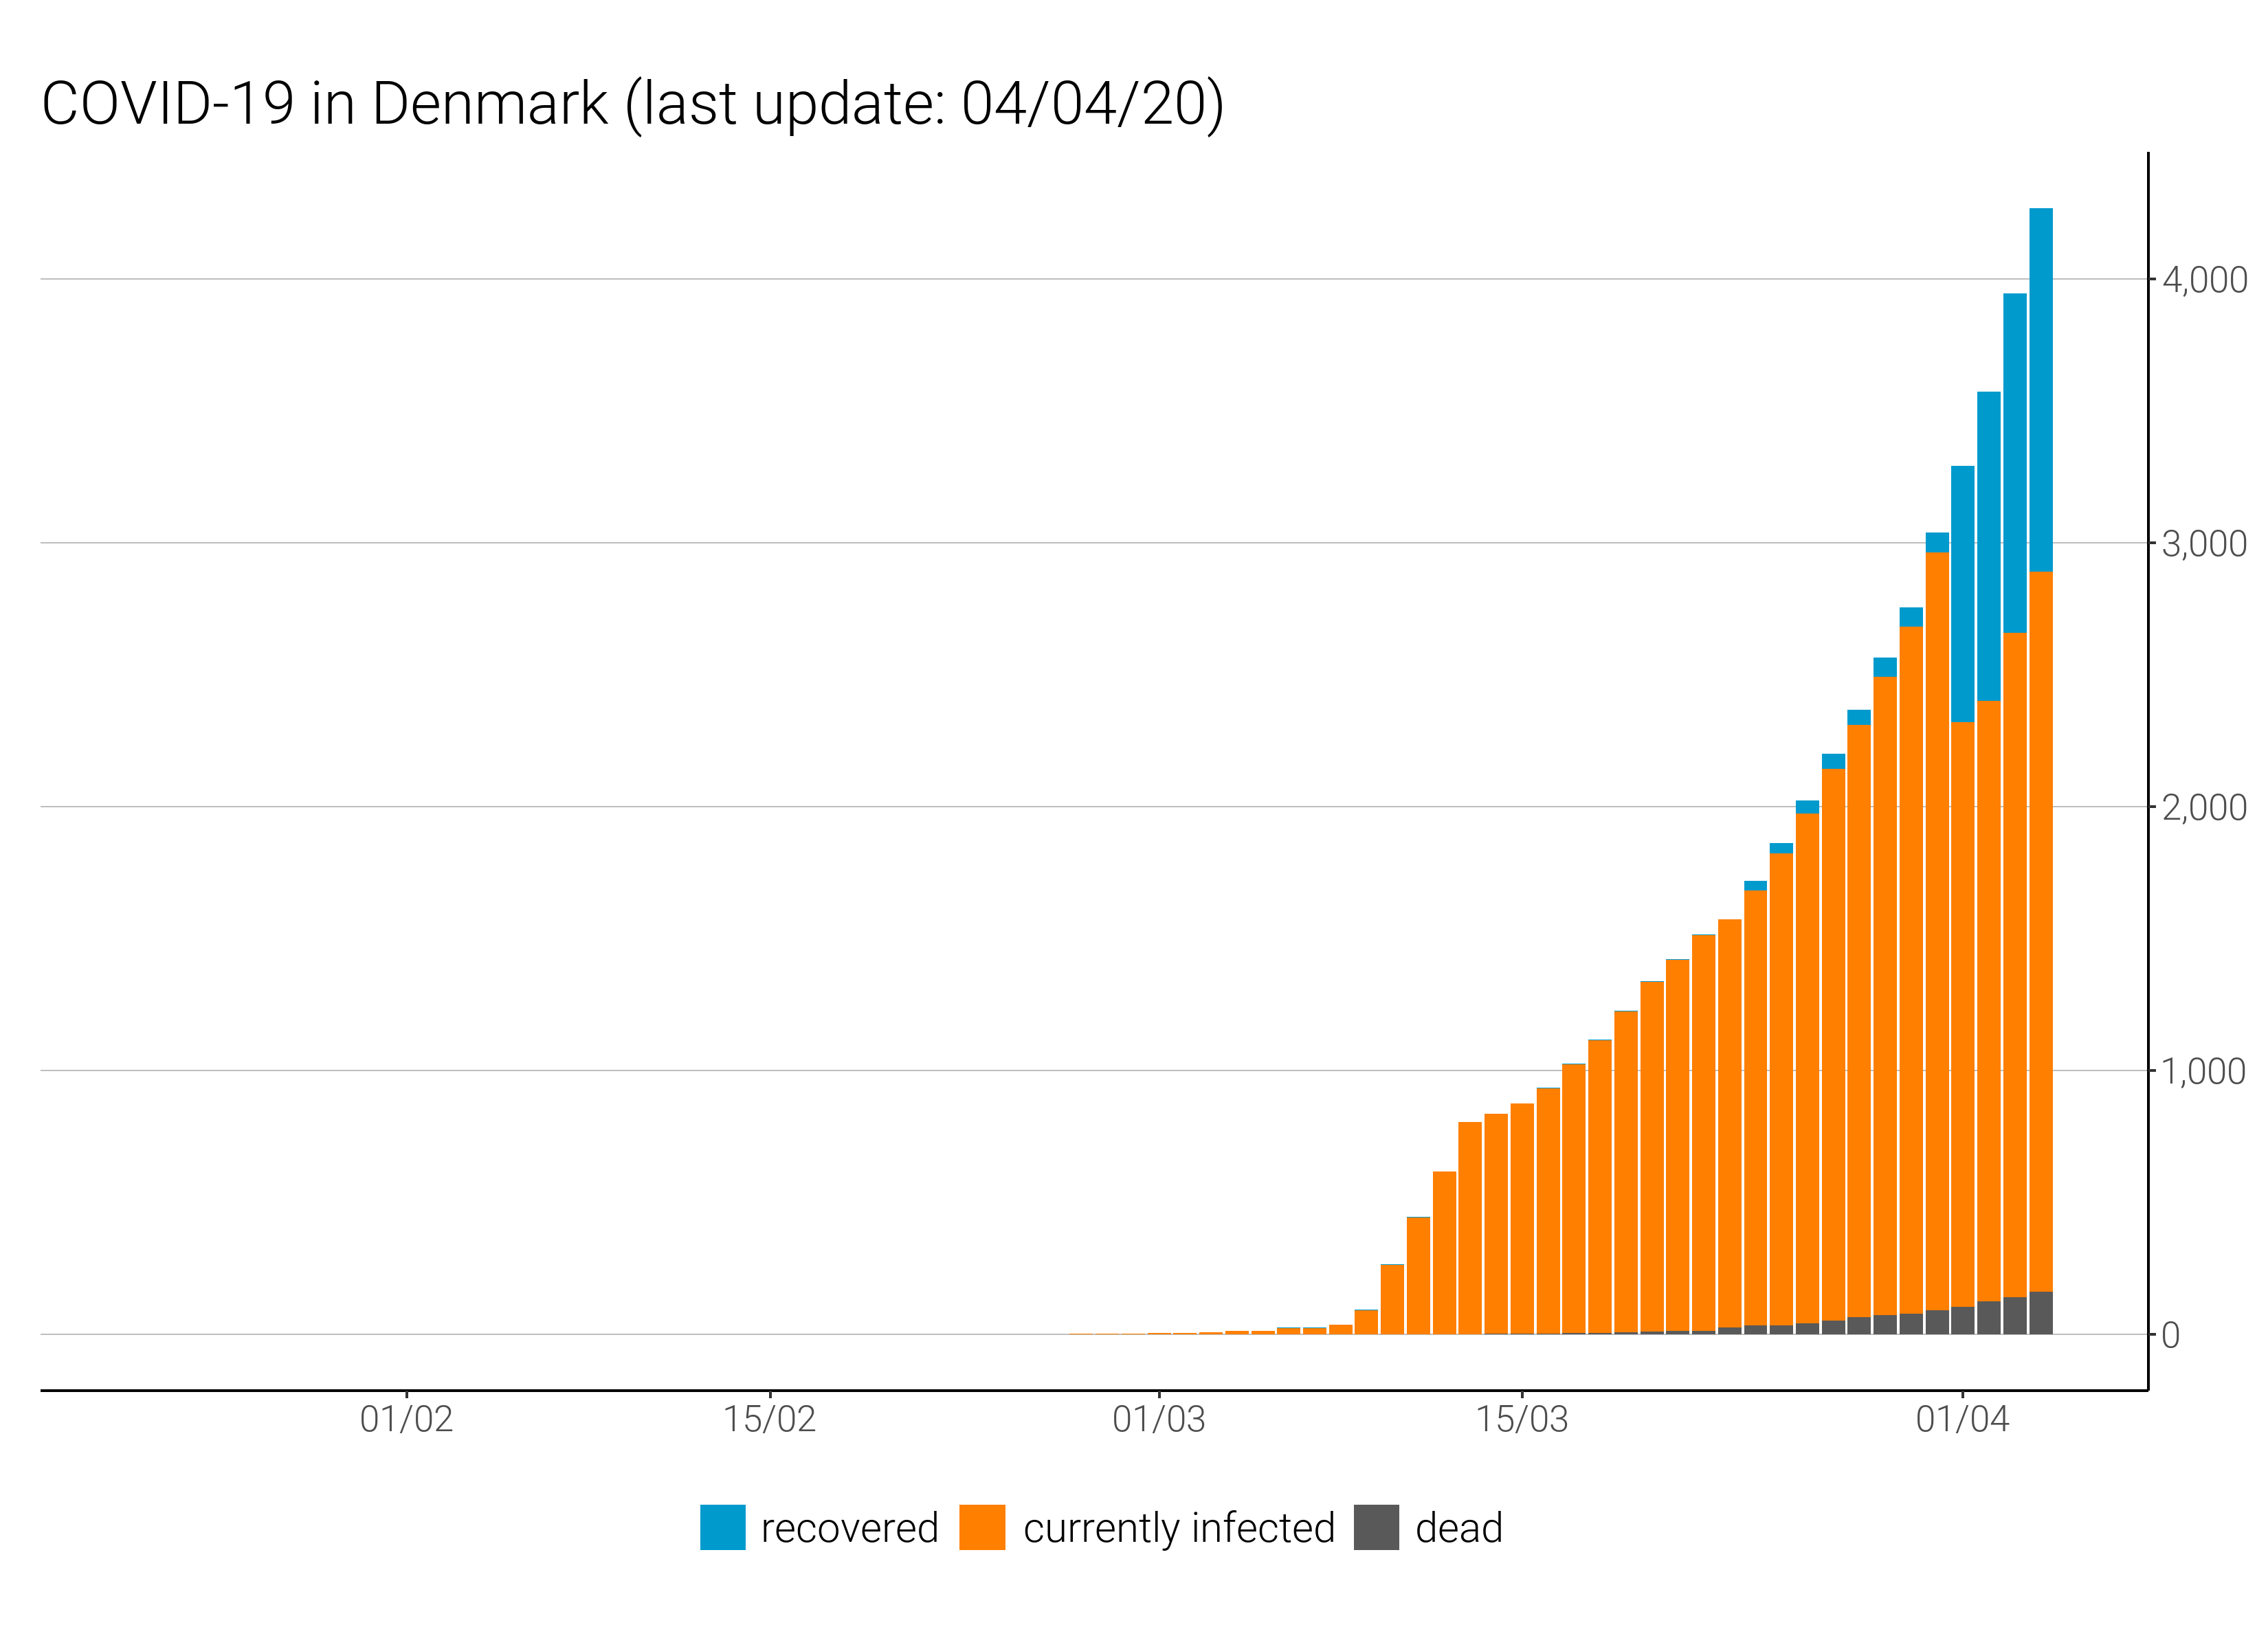 COVID-19 in Denmark (last update: 04/04/20)
4,000
3,000
2,000
1,000
0
01/02 15/02 01/03 15/03 01/04
recovered currently infected dead